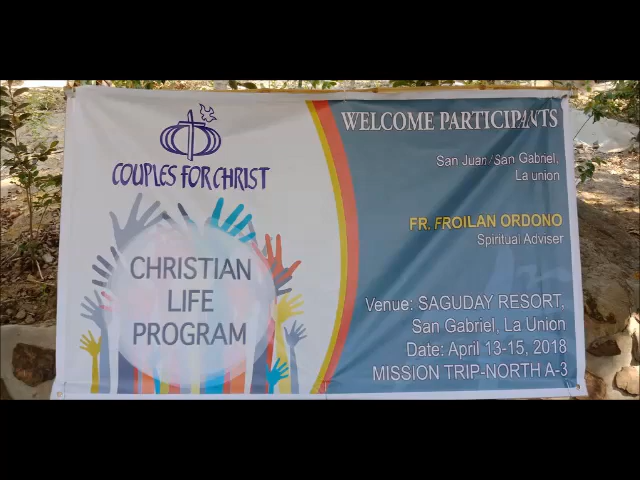 COUPLES FOR CHRIST
CHRISTIAN
LIFE
PROGRAM
WELCOME PARTICIPANTS
San Juan/San Gabriel,
La union
FR. FROILAN ORDONO
Spiritual Adviser
Venue: SAGUDAY RESORT,
San Gabriel, La Union
Date: April 13-15, 2018
MISSION TRIP-NORTH A-3